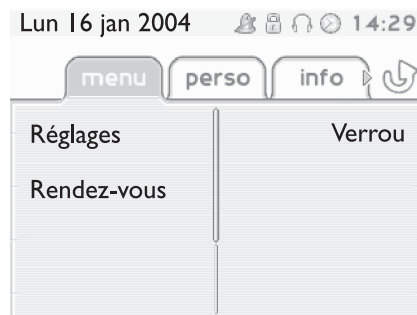 Lun 16 jan 2004 14:29
menu perso info
Réglages Verrou
Rendez-vous